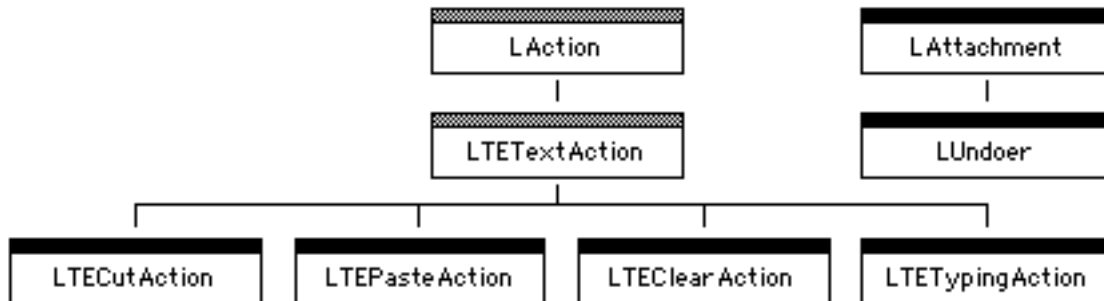 LAction LAttachment
LTETextAction LUndoer
LTECutAction LTEPasteAction LTEClearAction LTETypingAction